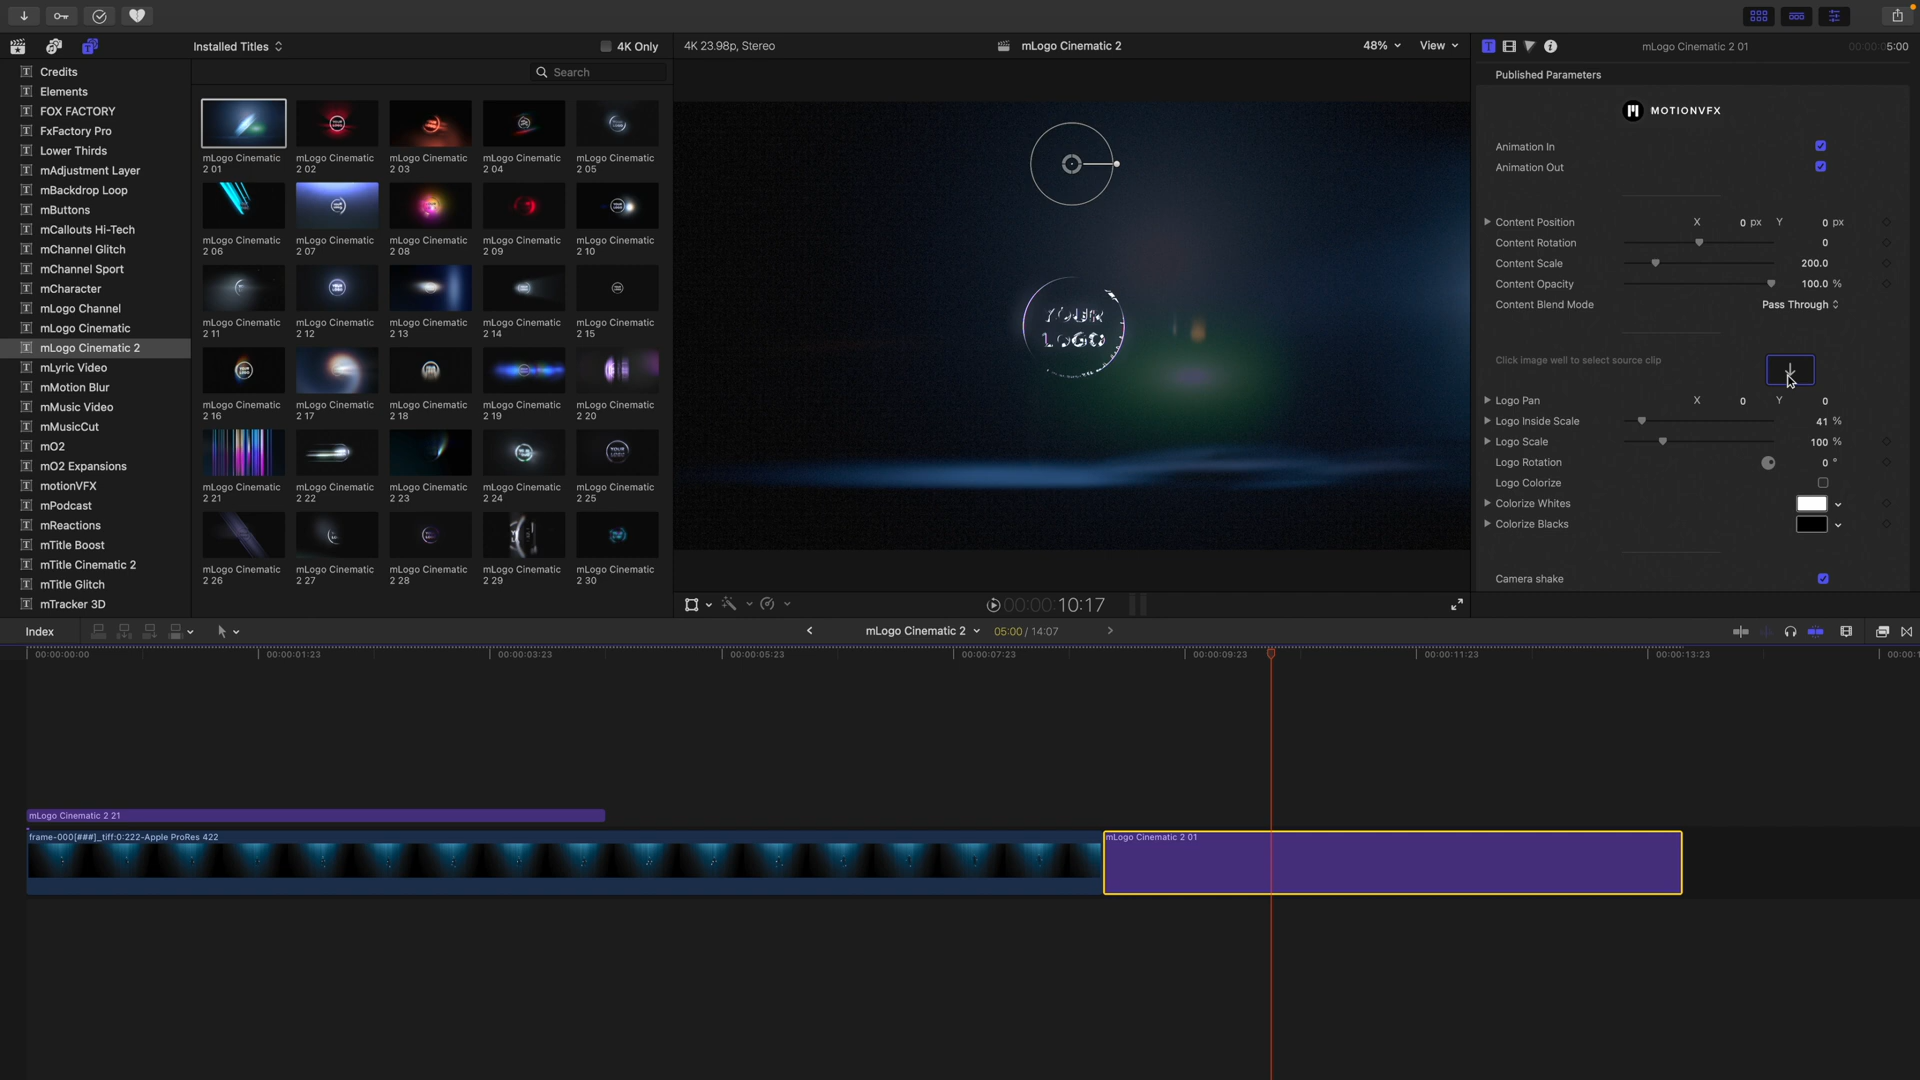 Installed Titles
4K Only
4K 23.98p, Stereo
mLogo Cinematic 2
48%
View
mLogo Cinematic 2 01
00:00:05:00
Search
Credits
Elements
FOX FACTORY
FxFactory Pro
Lower Thirds
mAdjustment Layer
mBackdrop Loop
mButtons
mCallouts Hi-Tech
mChannel Glitch
mChannel Sport
mCharacter
mLogo Channel
mLogo Cinematic
mLogo Cinematic 2
mLyric Video
mMotion Blur
mMusic Video
mMusicCut
mO2
mO2 Expansions
motionVFX
mPodcast
mReactions
mTitle Boost
mTitle Cinematic 2
mTitle Glitch
mTracker 3D
mLogo Cinematic 2 01
mLogo Cinematic 2 02
mLogo Cinematic 2 03
mLogo Cinematic 2 04
mLogo Cinematic 2 05
mLogo Cinematic 2 06
mLogo Cinematic 2 07
mLogo Cinematic 2 08
mLogo Cinematic 2 09
mLogo Cinematic 2 10
mLogo Cinematic 2 11
mLogo Cinematic 2 12
mLogo Cinematic 2 13
mLogo Cinematic 2 14
mLogo Cinematic 2 15
mLogo Cinematic 2 16
mLogo Cinematic 2 17
mLogo Cinematic 2 18
mLogo Cinematic 2 19
mLogo Cinematic 2 20
mLogo Cinematic 2 21
mLogo Cinematic 2 22
mLogo Cinematic 2 23
mLogo Cinematic 2 24
mLogo Cinematic 2 25
mLogo Cinematic 2 26
mLogo Cinematic 2 27
mLogo Cinematic 2 28
mLogo Cinematic 2 29
mLogo Cinematic 2 30
YOUR
LOGO
Published Parameters
MOTIONVFX
Animation In
Animation Out
Content Position X 0 px Y 0 px
Content Rotation 0
Content Scale 200.0
Content Opacity 100.0 %
Content Blend Mode Pass Through
Click image well to select source clip
Logo Pan X 0 Y 0
Logo Inside Scale 41 %
Logo Scale 100 %
Logo Rotation 0 °
Logo Colorize
Colorize Whites
Colorize Blacks
Camera shake
00:00:10:17
Index
mLogo Cinematic 2
05:00 / 14:07
00:00:00:00
00:00:01:23
00:00:03:23
00:00:05:23
00:00:07:23
00:00:09:23
00:00:11:23
00:00:13:23
mLogo Cinematic 2 21
frame-000[###]_tiff:0:222-Apple ProRes 422
mLogo Cinematic 2 01